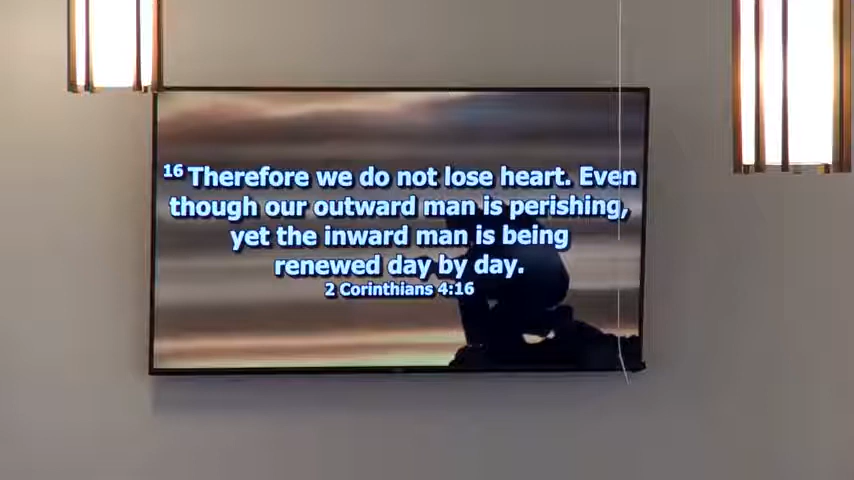 16 Therefore we do not lose heart. Even
though our outward man is perishing,
yet the inward man is being
renewed day by day.
2 Corinthians 4:16